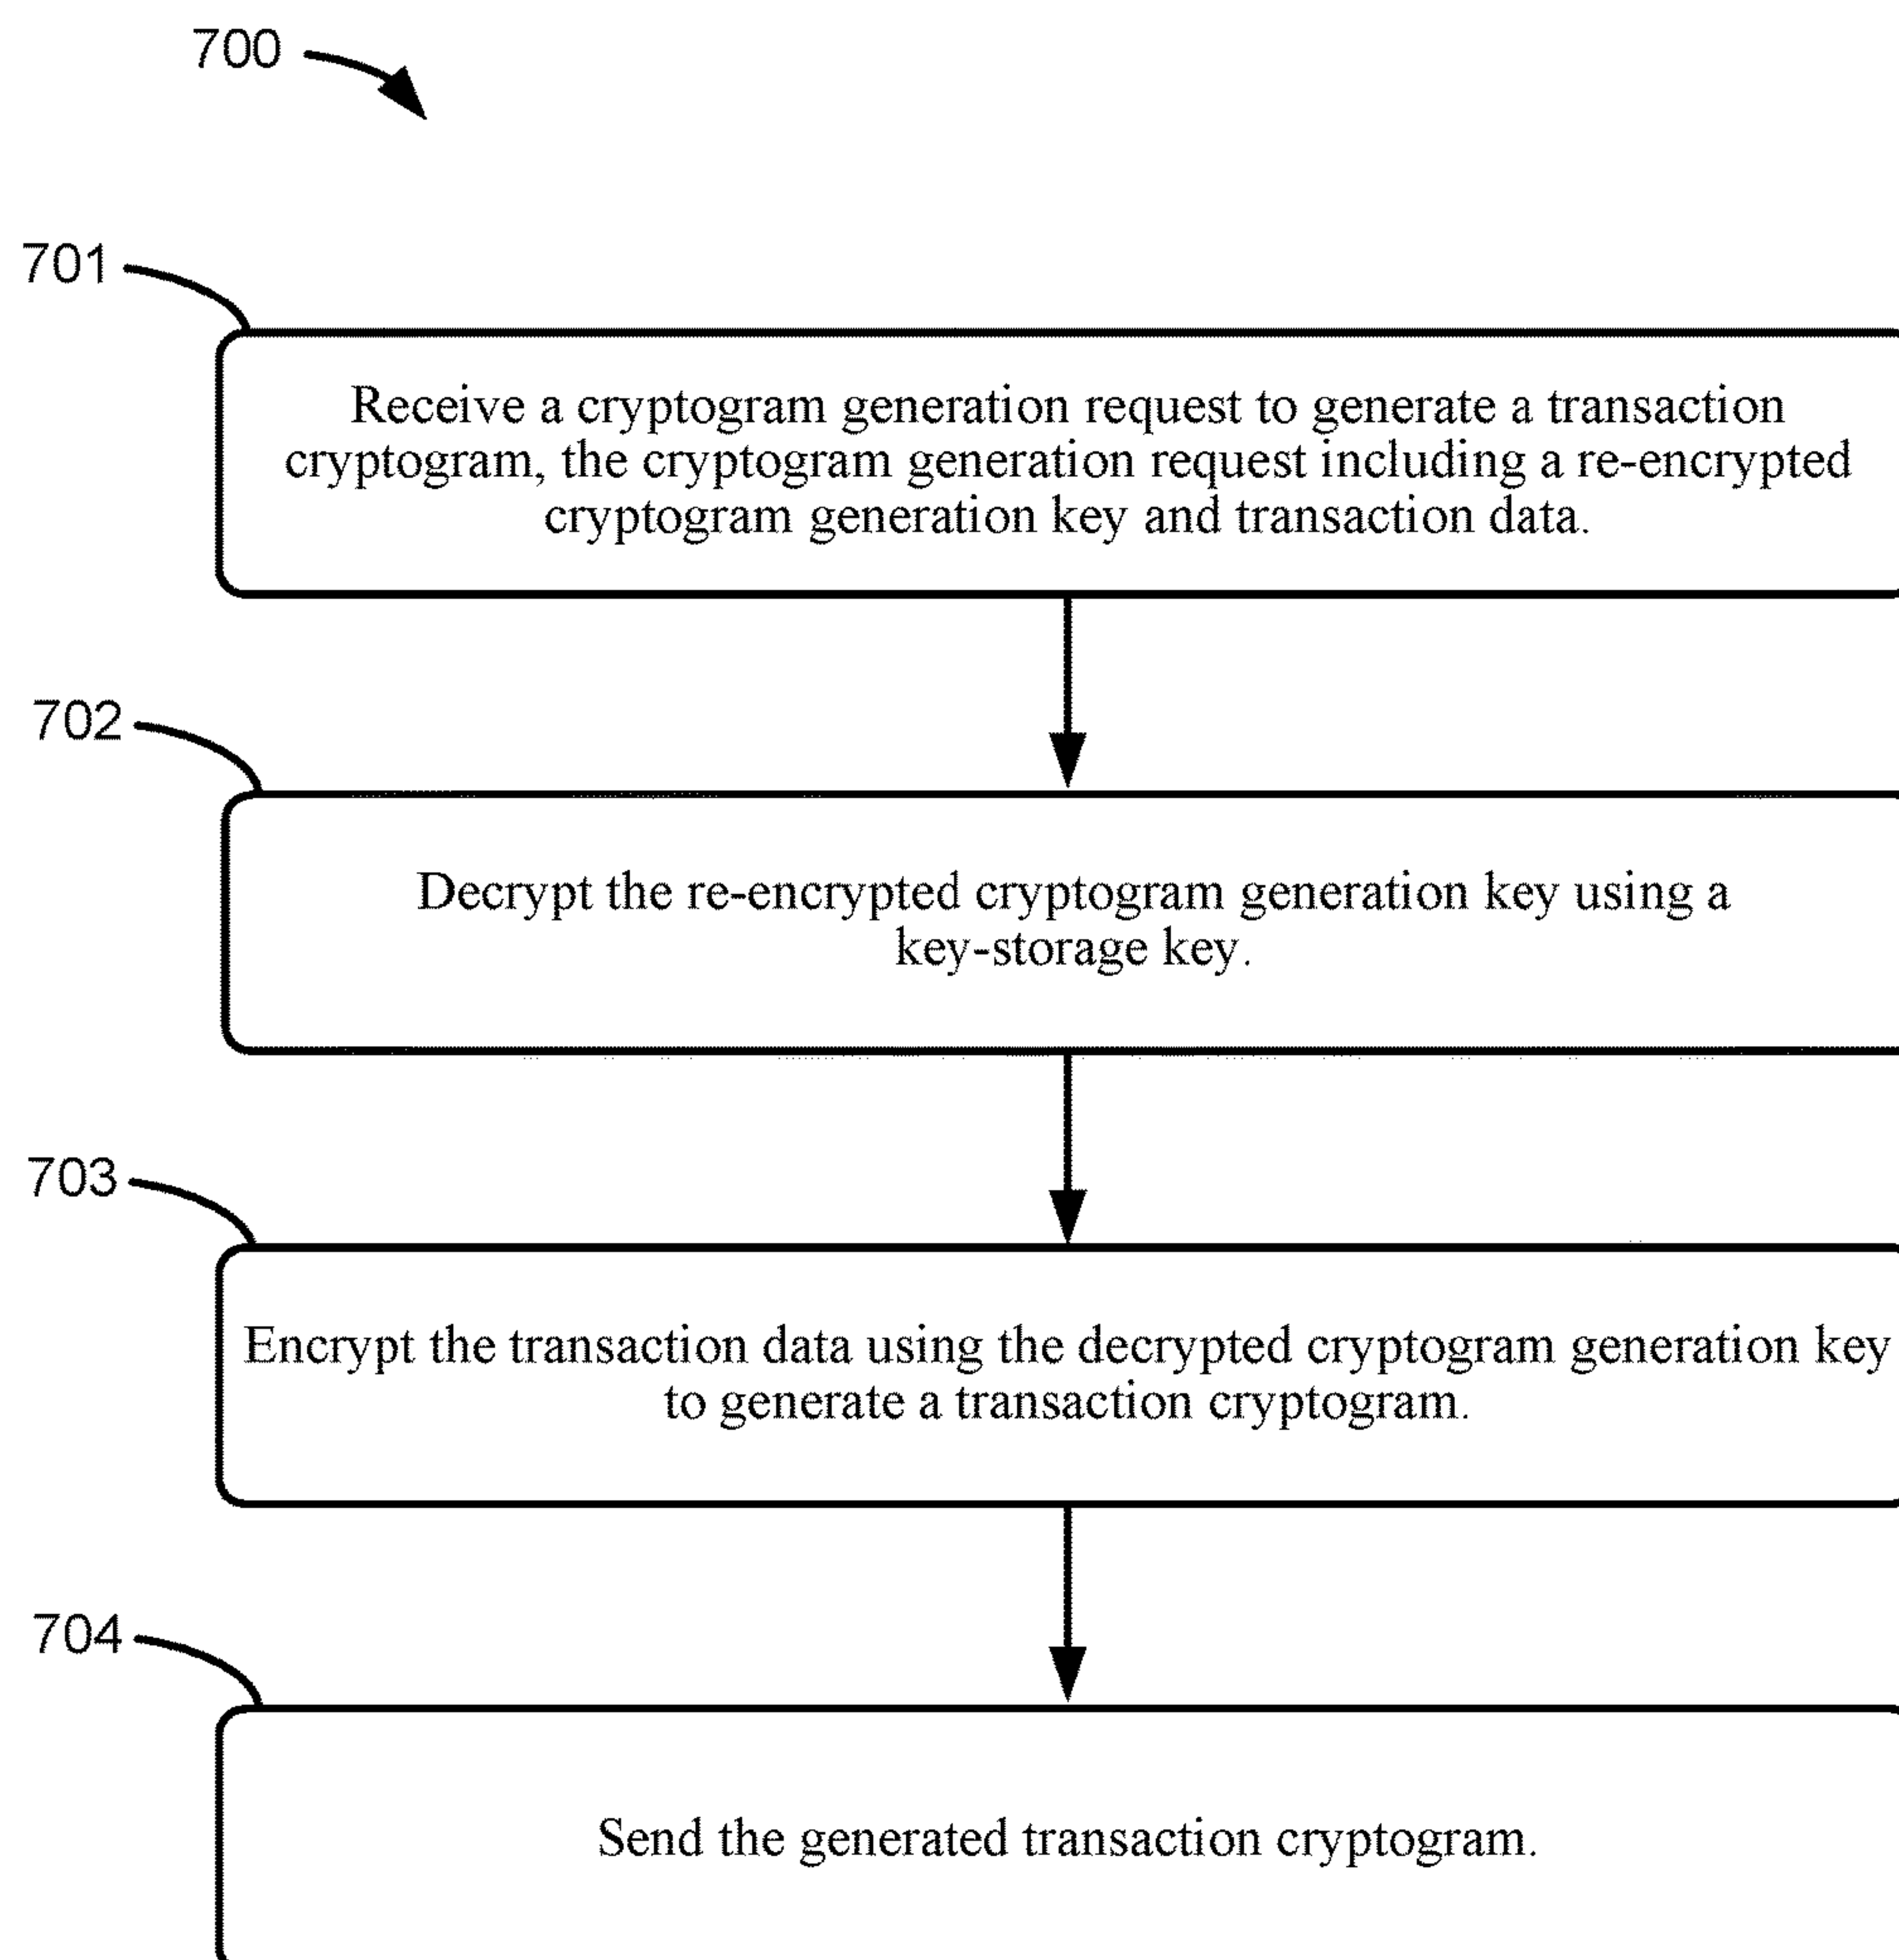 700
701
Receive a cryptogram generation request to generate a transaction
cryptogram, the cryptogram generation request including a re-encrypted
cryptogram generation key and transaction data.
702
Decrypt the re-encrypted cryptogram generation key using a
key-storage key.
703
Encrypt the transaction data using the decrypted cryptogram generation key
to generate a transaction cryptogram.
704
Send the generated transaction cryptogram.